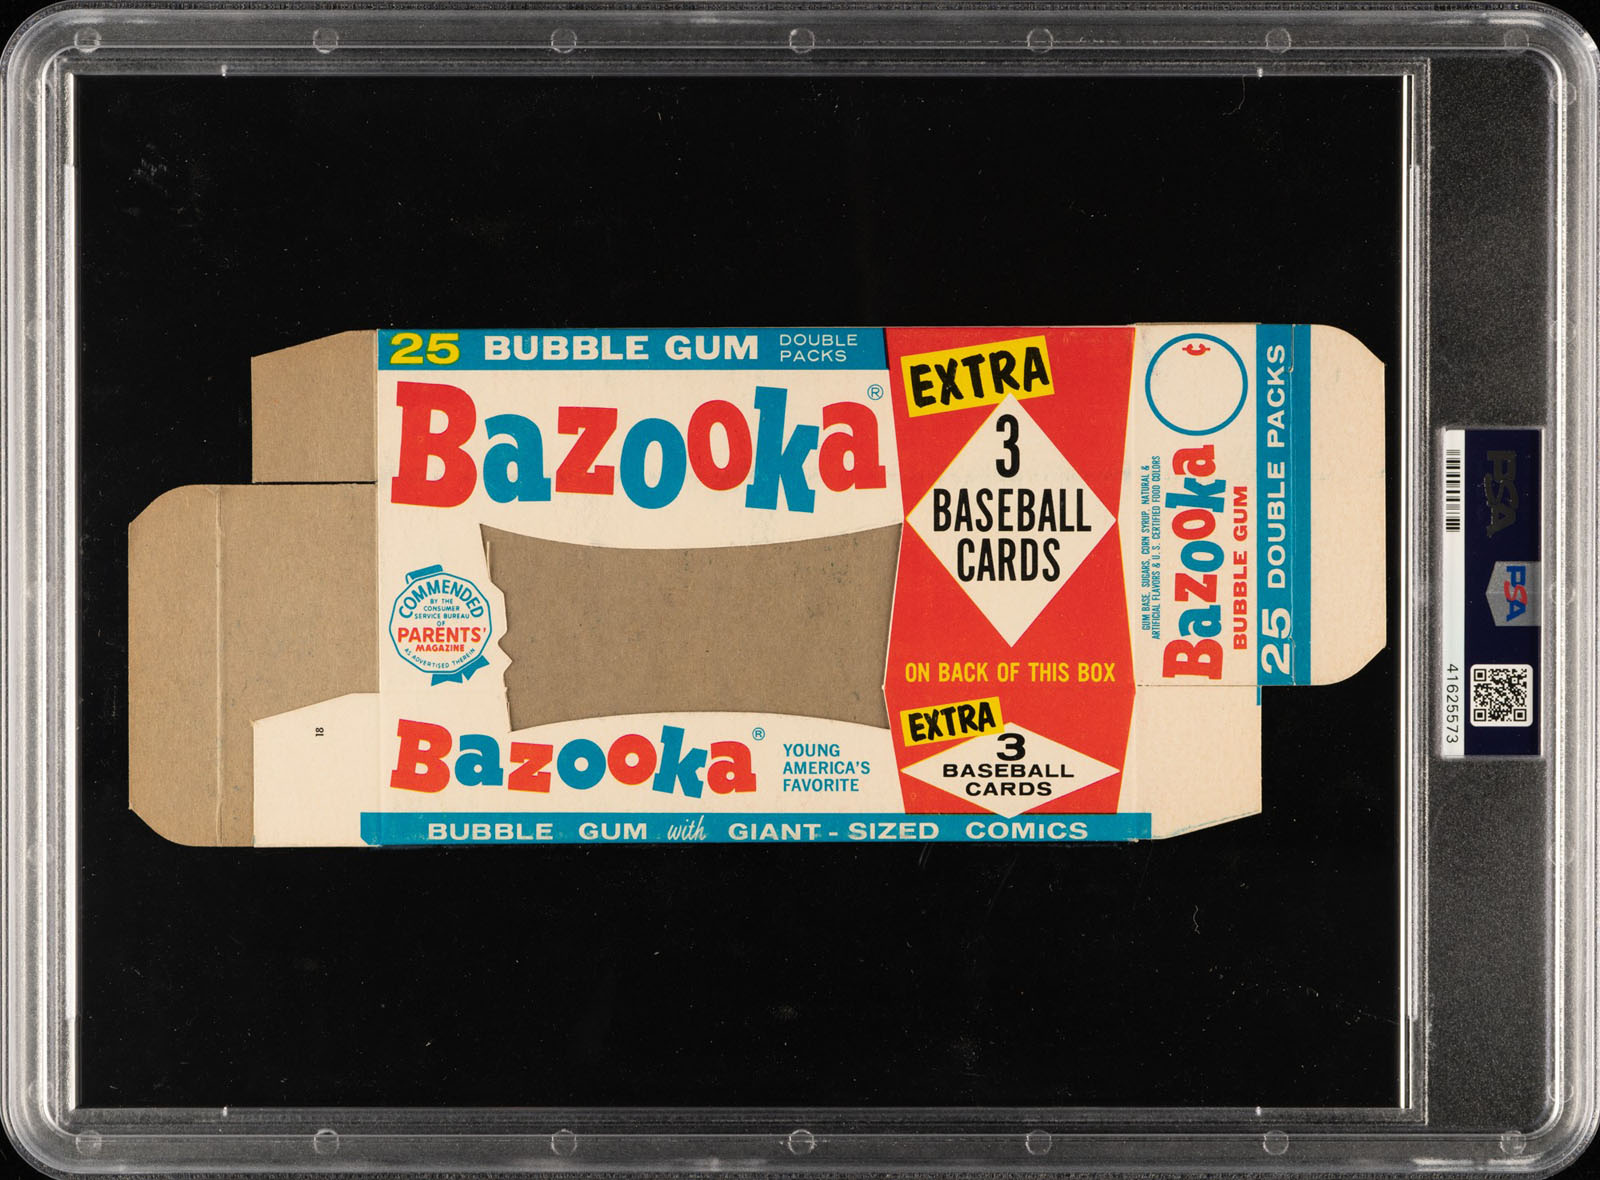 25 BUBBLE GUM DOUBLE PACKS
Bazooka®
EXTRA
3
BASEBALL
CARDS
ON BACK OF THIS BOX
COMMENDED
BY THE
CONSUMER
SERVICE BUREAU
OF
PARENTS'
MAGAZINE
AS ADVERTISED THEREIN
Bazooka®
YOUNG
AMERICA'S
FAVORITE
EXTRA
3
BASEBALL
CARDS
BUBBLE GUM with GIANT-SIZED COMICS
18
¢
GUM BASE, SUGARS, CORN SYRUP, NATURAL &
ARTIFICIAL FLAVORS & U.S. CERTIFIED FOOD COLORS
Bazooka
BUBBLE GUM
25 DOUBLE PACKS
PSA
PSA
41625573